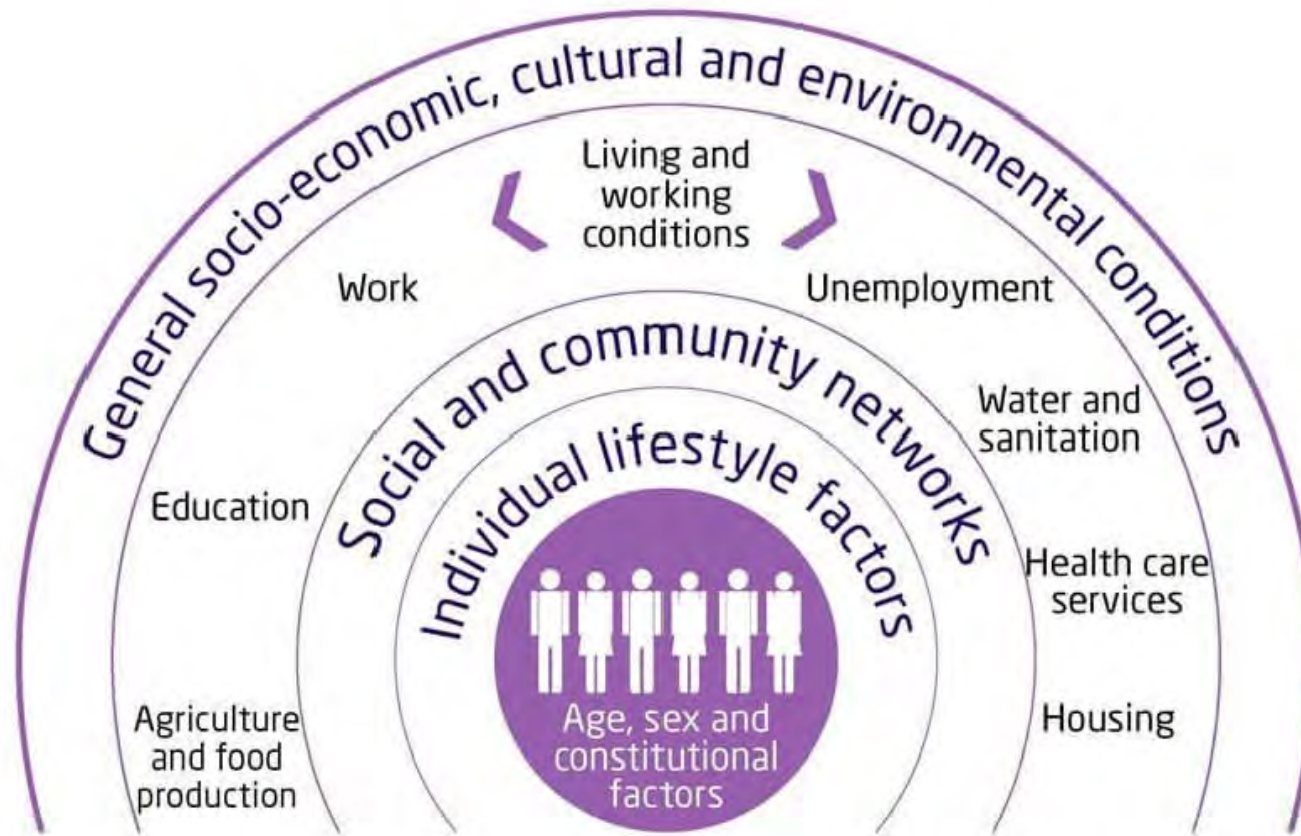 General socio-economic, cultural and environmental conditions
Living and
working
conditions
Work
Unemployment
Social and community networks
Water and
sanitation
Individual lifestyle factors
Education
Health care
services
Agriculture
and food
production
Housing
Age, sex and
constitutional
factors